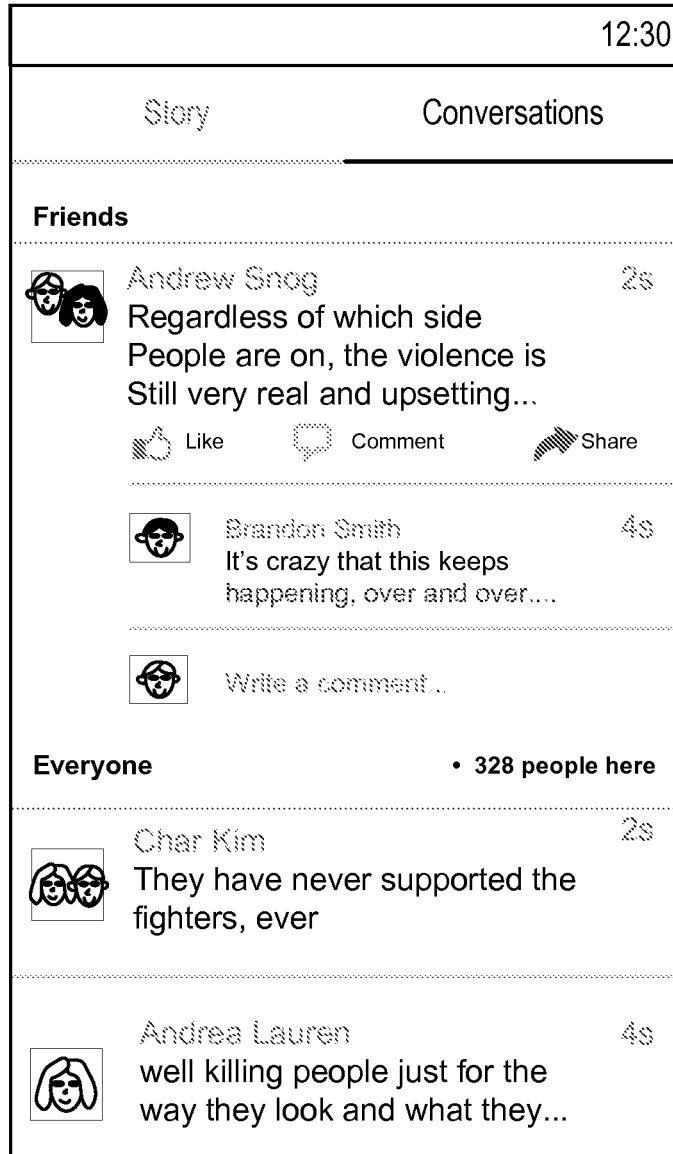 12:30
Story Conversations
Friends
Andrew Snog 2s
Regardless of which side
People are on, the violence is
Still very real and upsetting...
Like Comment Share
Brandon Smith 4s
It's crazy that this keeps
happening, over and over....
Write a comment...
Everyone • 328 people here
Char Kim 2s
They have never supported the
fighters, ever
Andrea Lauren 4s
well killing people just for the
way they look and what they...